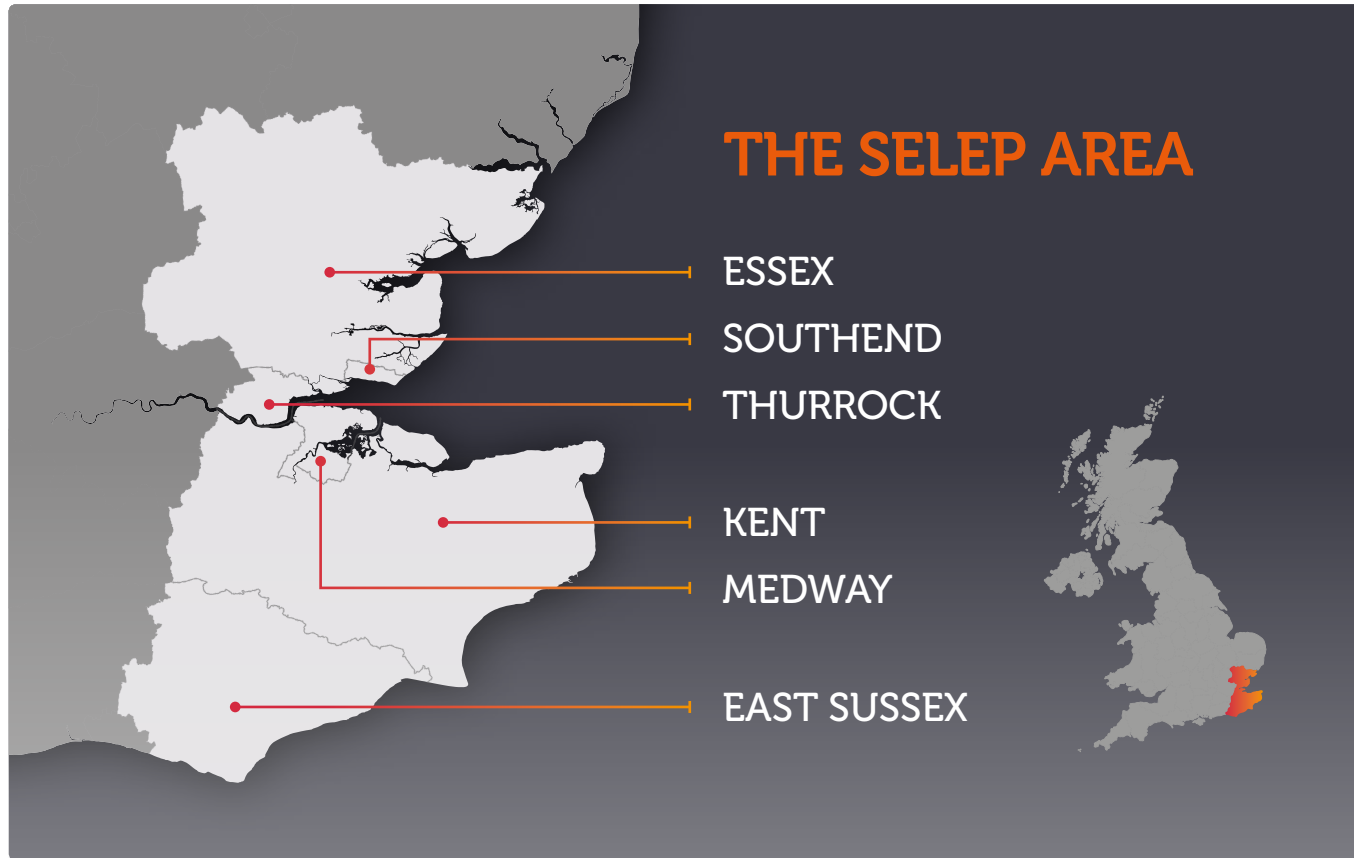 THE SELEP AREA
ESSEX
SOUTHEND
THURROCK
KENT
MEDWAY
EAST SUSSEX